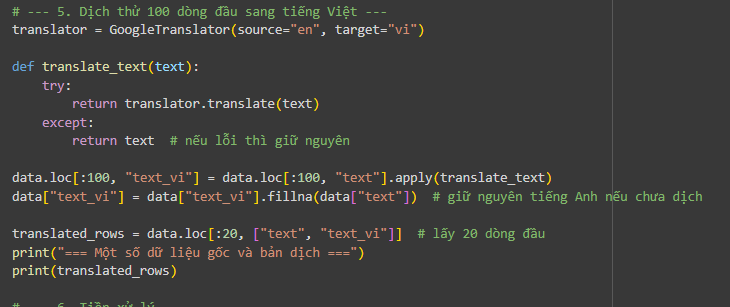 # --- 5. Dịch thử 100 dòng đầu sang tiếng Việt ---
translator = GoogleTranslator(source="en", target="vi")
def translate_text(text):
try:
return translator.translate(text)
except:
return text  # nếu lỗi thì giữ nguyên
data.loc[:100, "text_vi"] = data.loc[:100, "text"].apply(translate_text)
data["text_vi"] = data["text_vi"].fillna(data["text"])  # giữ nguyên tiếng Anh nếu chưa dịch
translated_rows = data.loc[:20, ["text", "text_vi"]]  # lấy 20 dòng đầu
print("=== Một số dữ liệu gốc và bản dịch ===")
print(translated_rows)